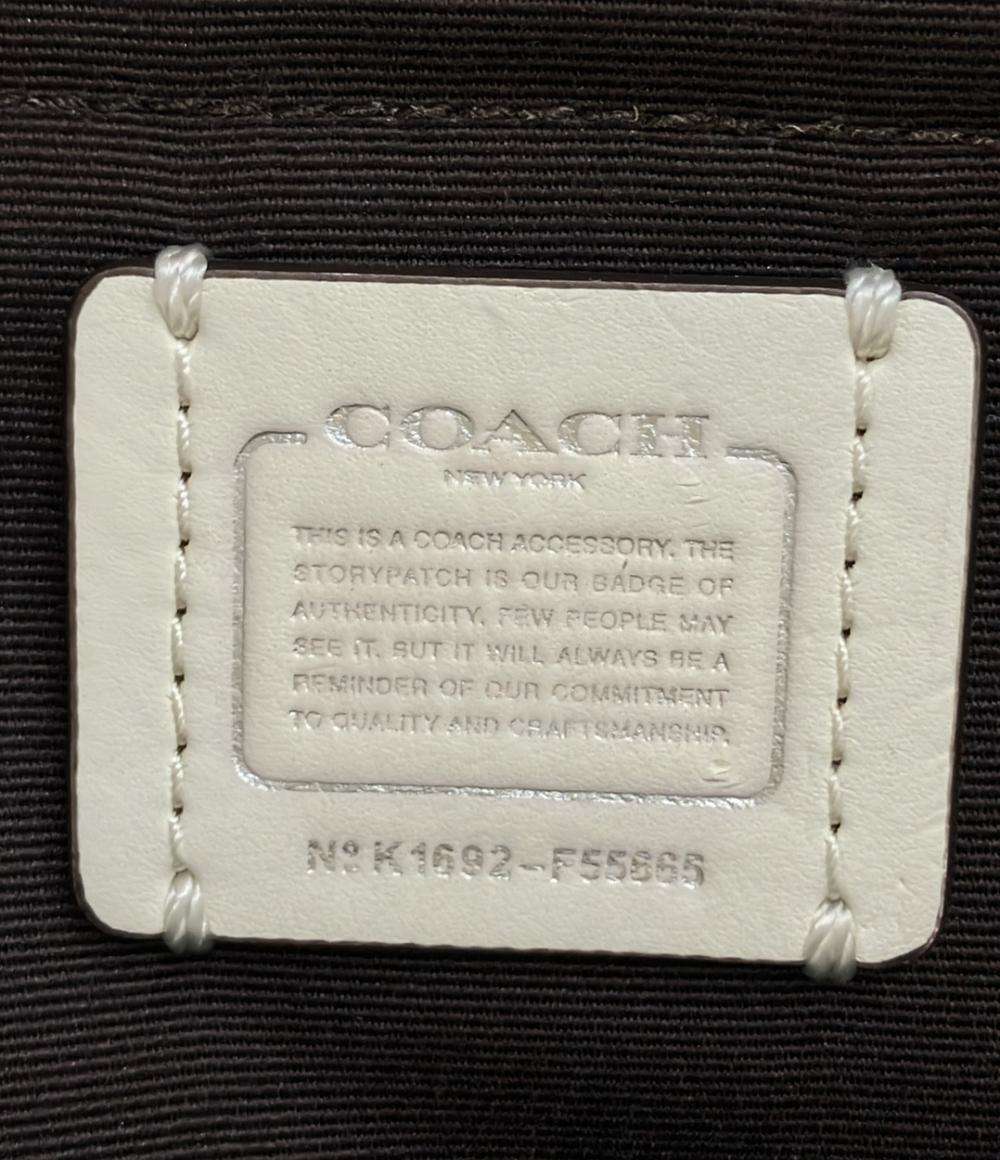 COACH
NEW YORK
THIS IS A COACH ACCESSORY. THE
STORYPATCH IS OUR BADGE OF
AUTHENTICITY. FEW PEOPLE MAY
SEE IT. BUT IT WILL ALWAYS BE A
REMINDER OF OUR COMMITMENT
TO QUALITY AND CRAFTSMANSHIP.
Nº K1692-F55665